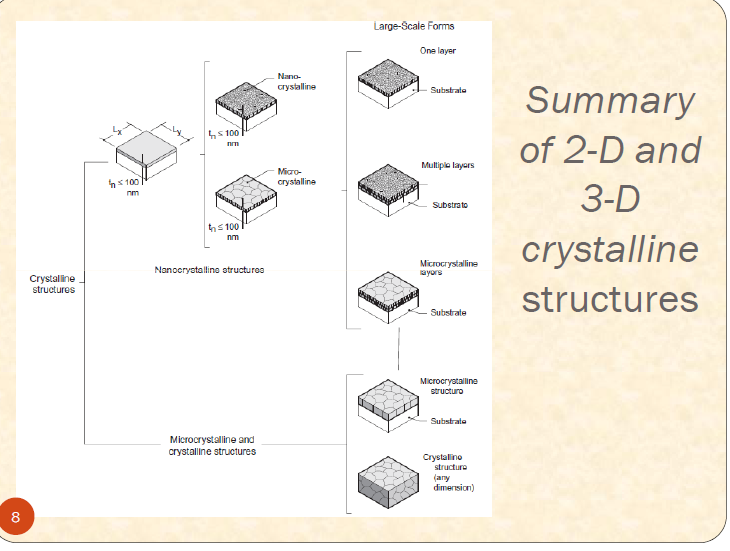 Large-Scale Forms
One layer
Nano-
crystalline
Substrate
Lx
Ly
tn ≤ 100
nm
tn ≤ 100
nm
Micro-
crystalline
Multiple layers
Substrate
tn ≤ 100
nm
Nanocrystalline structures
Microcrystalline
layers
Substrate
Crystalline
structures
Microcrystalline
structure
Substrate
Microcrystalline and
crystalline structures
Crystalline
structure
(any
dimension)
Summary
of 2-D and
3-D
crystalline
structures
8